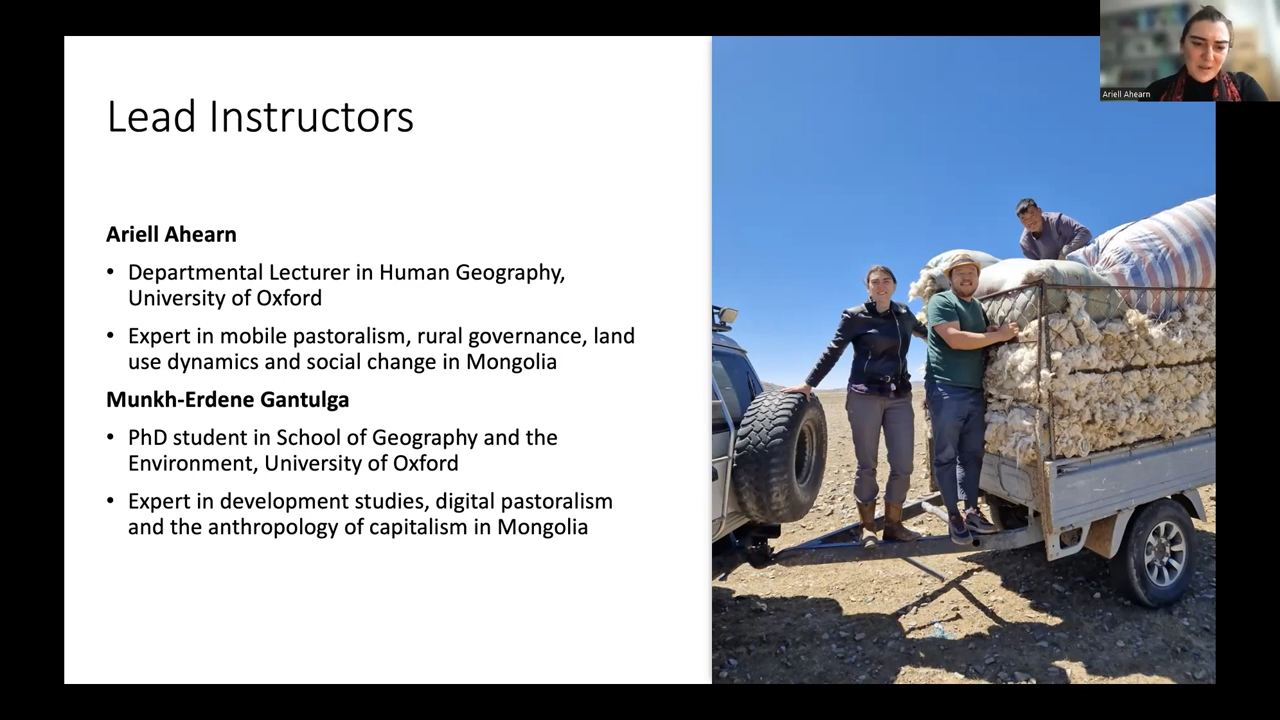 Lead Instructors
Ariell Ahearn
• Departmental Lecturer in Human Geography,
University of Oxford
• Expert in mobile pastoralism, rural governance, land
use dynamics and social change in Mongolia
Munkh-Erdene Gantulga
• PhD student in School of Geography and the
Environment, University of Oxford
• Expert in development studies, digital pastoralism
and the anthropology of capitalism in Mongolia
Ariell Ahearn